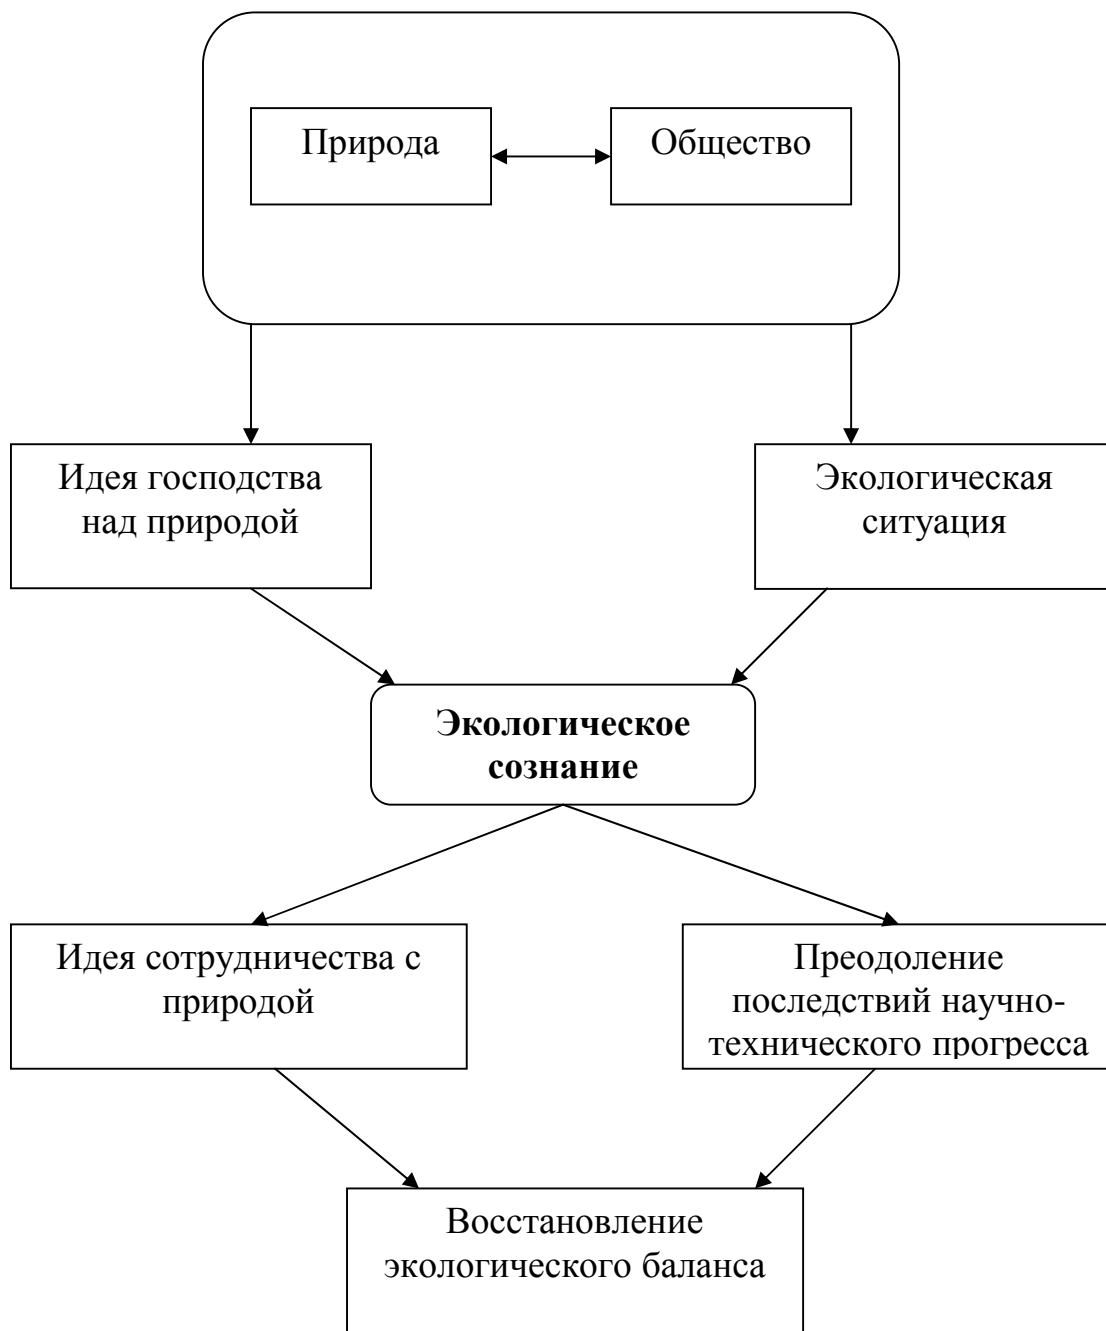 Природа
Общество
Идея господства
над природой
Экологическая
ситуация
Экологическое
сознание
Идея сотрудничества с
природой
Преодоление
последствий научно-
технического прогресса
Восстановление
экологического баланса